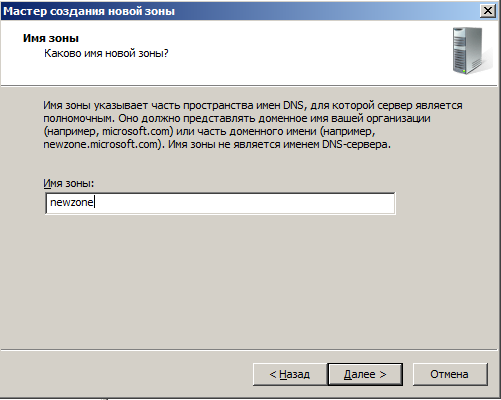 Мастер создания новой зоны
Имя зоны
Каково имя новой зоны?
Имя зоны указывает часть пространства имен DNS, для которой сервер является
полномочным. Оно должно представлять доменное имя вашей организации
(например, microsoft.com) или часть доменного имени (например,
newzone.microsoft.com). Имя зоны не является именем DNS-сервера.
Имя зоны:
newzone
< Назад Далее > Отмена